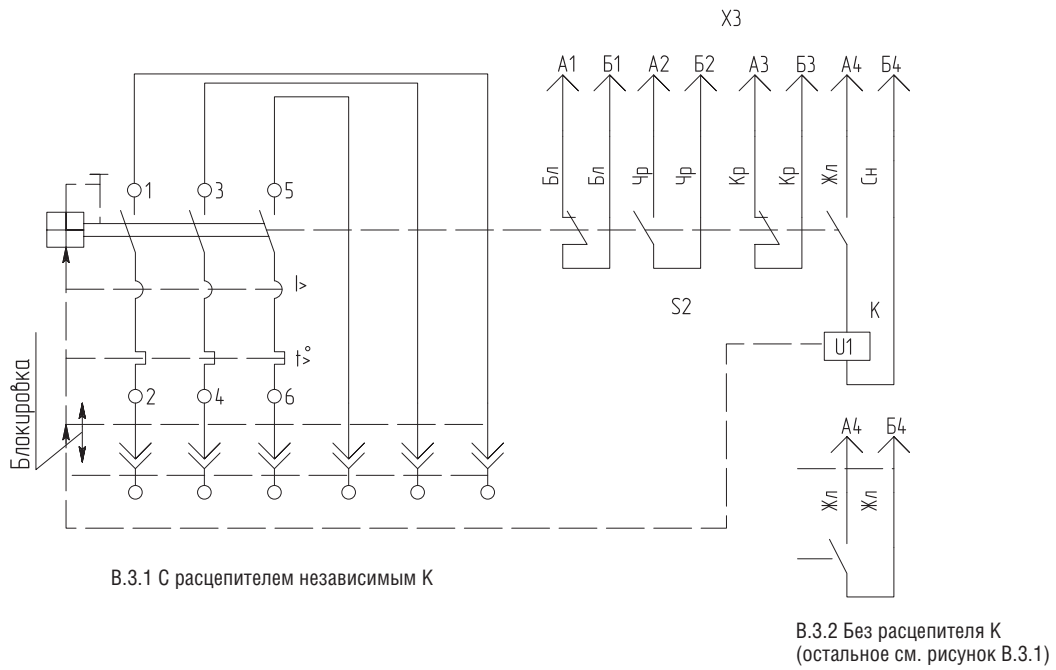 X3
А1 Б1 А2 Б2 А3 Б3 А4 Б4
Бл Бл Чр Чр Кр Кр Жл Сн
1 3 5
I>
S2
K
U1
t>°
2 4 6
Блокировка
А4 Б4
Жл Жл
В.3.1 С расцепителем независимым К
В.3.2 Без расцепителя К
(остальное см. рисунок В.3.1)